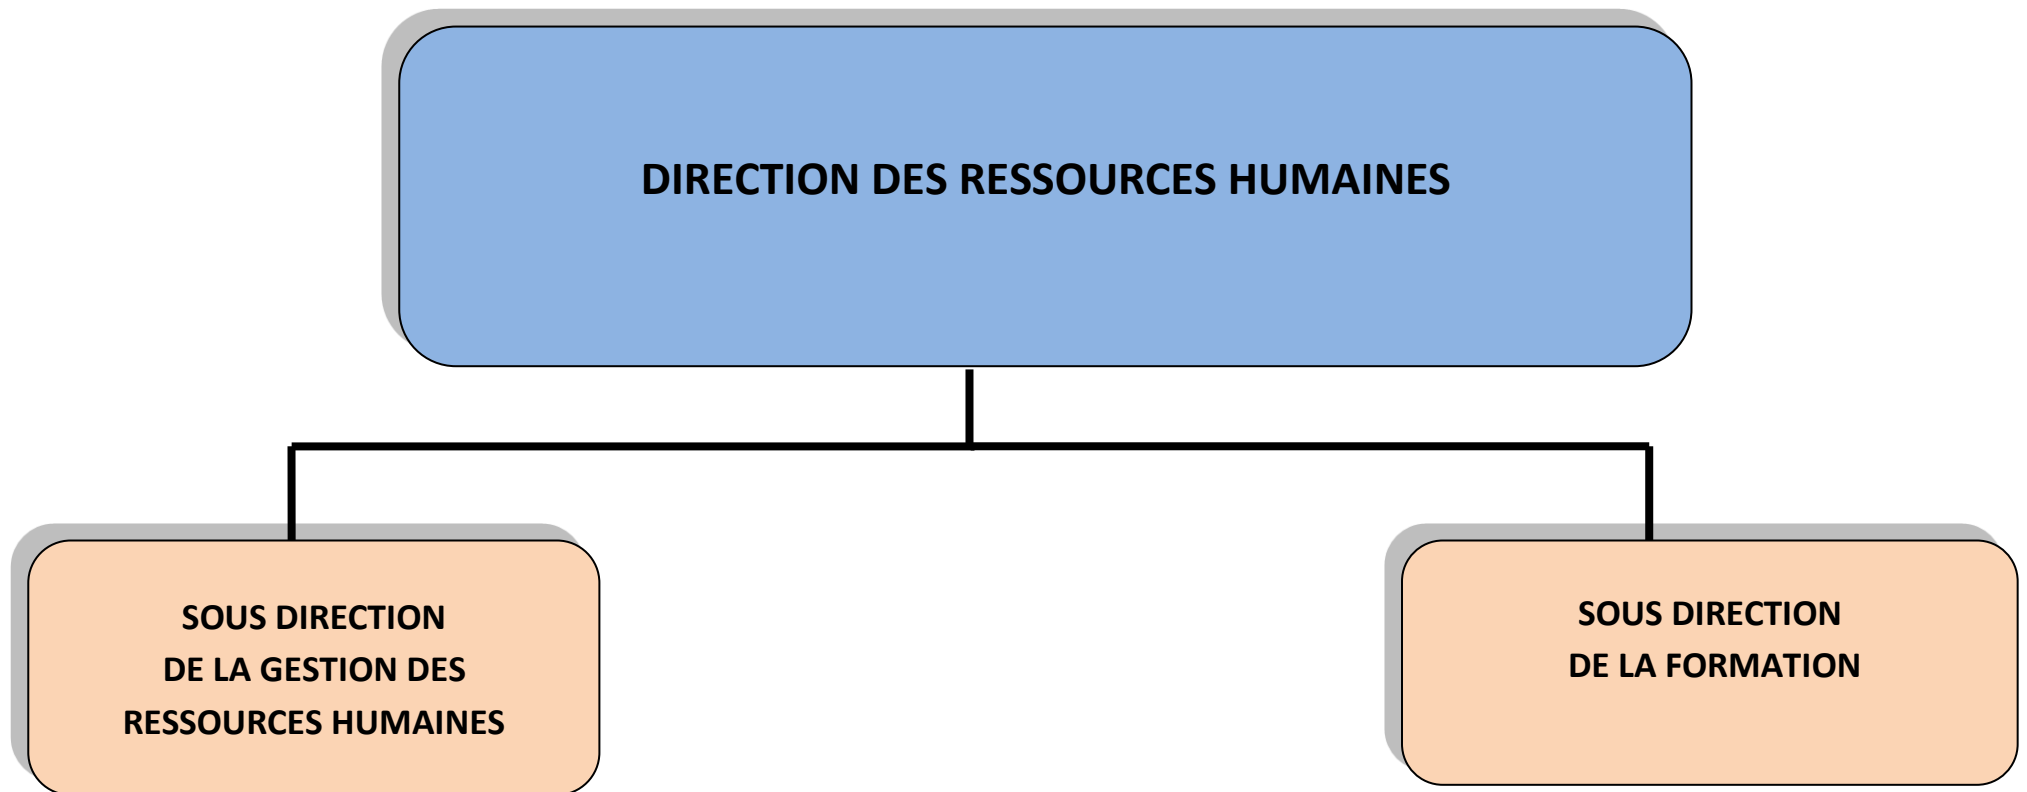 DIRECTION DES RESSOURCES HUMAINES
SOUS DIRECTION
DE LA GESTION DES
RESSOURCES HUMAINES
SOUS DIRECTION
DE LA FORMATION